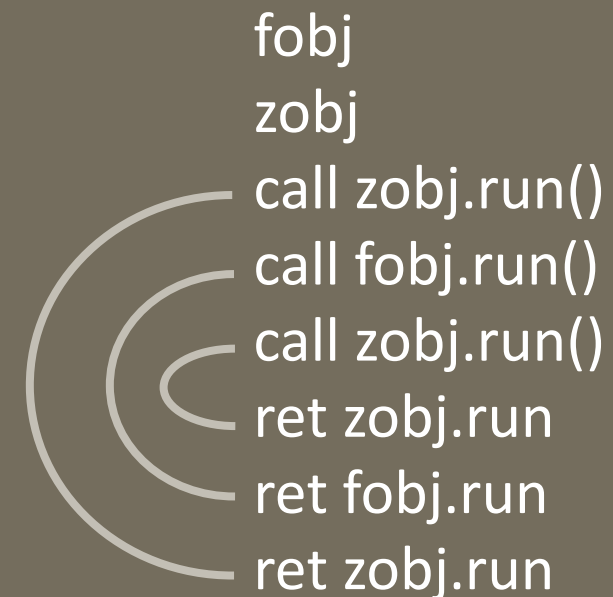 fobj
zobj
call zobj.run()
call fobj.run()
call zobj.run()
ret zobj.run
ret fobj.run
ret zobj.run